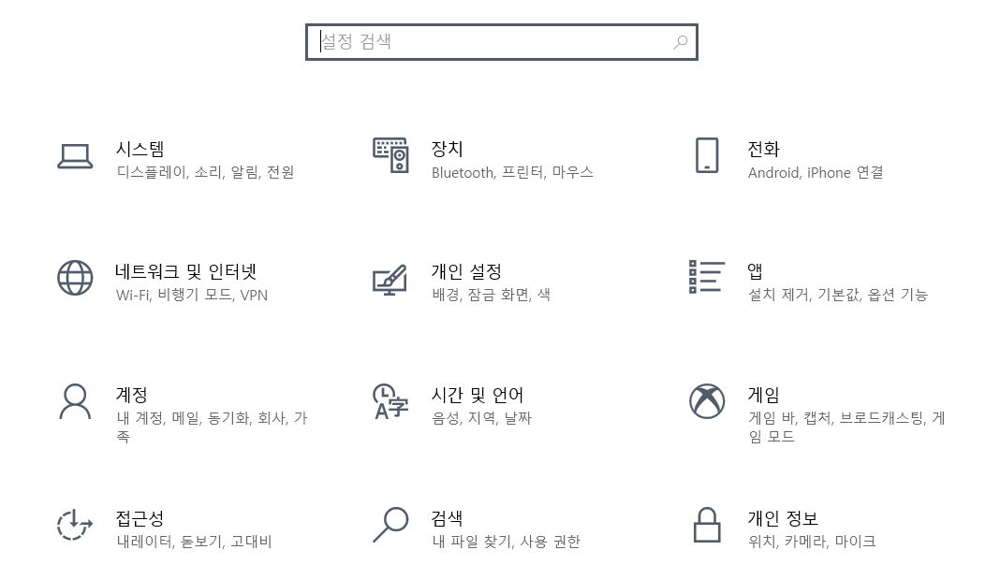 설정 검색
시스템
디스플레이, 소리, 알림, 전원
장치
Bluetooth, 프린터, 마우스
전화
Android, iPhone 연결
네트워크 및 인터넷
Wi-Fi, 비행기 모드, VPN
개인 설정
배경, 잠금 화면, 색
앱
설치 제거, 기본값, 옵션 기능
계정
내 계정, 메일, 동기화, 회사, 가
족
시간 및 언어
음성, 지역, 날짜
게임
게임 바, 캡처, 브로드캐스팅, 게
임 모드
접근성
내레이터, 돋보기, 고대비
검색
내 파일 찾기, 사용 권한
개인 정보
위치, 카메라, 마이크